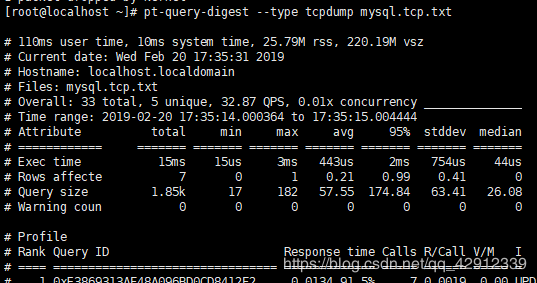 [root@localhost ~]# pt-query-digest --type tcpdump mysql.tcp.txt
# 110ms user time, 10ms system time, 25.79M rss, 220.19M vsz
# Current date: Wed Feb 20 17:35:31 2019
# Hostname: localhost.localdomain
# Files: mysql.tcp.txt
# Overall: 33 total, 5 unique, 32.87 QPS, 0.01x concurrency ______________
# Time range: 2019-02-20 17:35:14.000364 to 17:35:15.004444
# Attribute          total     min     max     avg     95%  stddev  median
# ============     ======= ======= ======= ======= ======= ======= =======
# Exec time           15ms    15us     3ms   443us     2ms   754us    44us
# Rows affecte           7       0       1    0.21    0.99    0.41       0
# Query size         1.85k      17     182   57.55  174.84   63.41   26.08
# Warning coun           0       0       0       0       0       0       0
# Profile
# Rank Query ID                           Response time Calls R/Call V/M   I
https://blog.csdn.net/qq_42912339